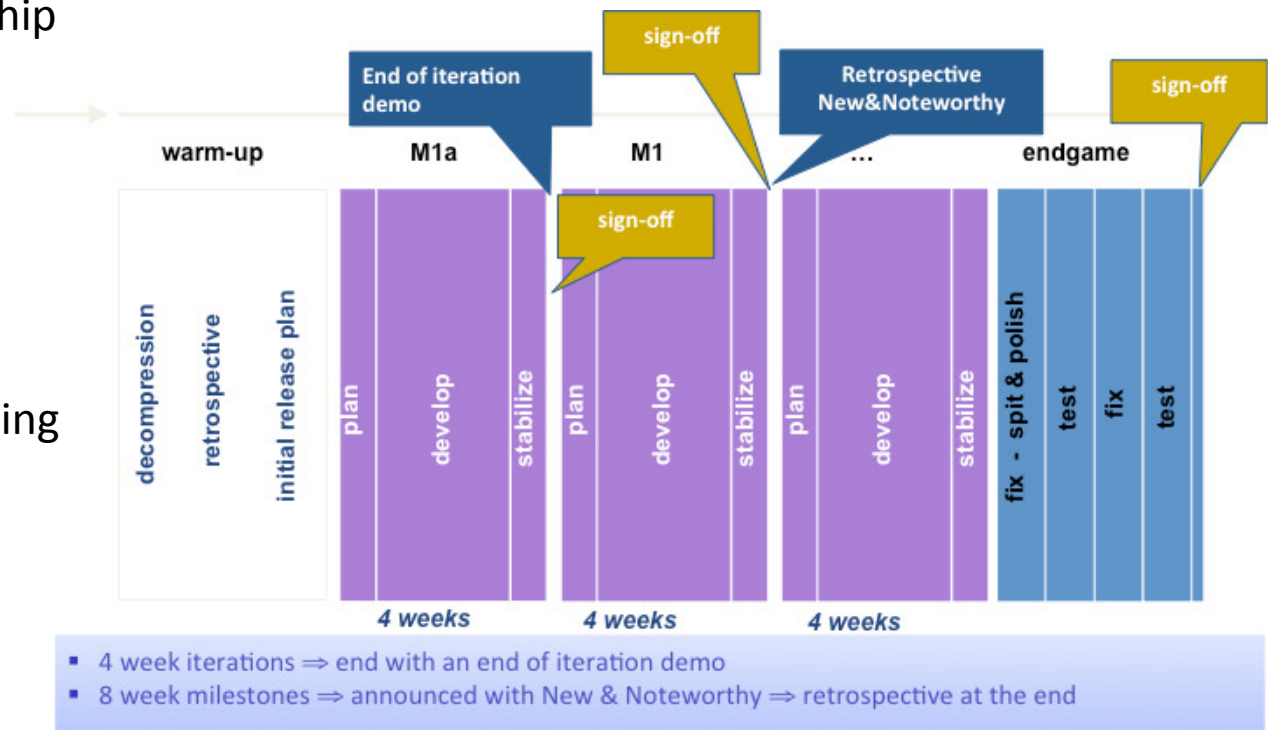 hip
sign-off
End of iteration
demo
Retrospective
New&Noteworthy
sign-off
warm-up
M1a
M1
...
endgame
sign-off
decompression
retrospective
initial release plan
plan
develop
stabilize
plan
develop
stabilize
plan
develop
stabilize
fix - spit & polish
test
fix
test
ing
4 weeks
4 weeks
4 weeks
▪ 4 week iterations ⇒ end with an end of iteration demo
▪ 8 week milestones ⇒ announced with New & Noteworthy ⇒ retrospective at the end